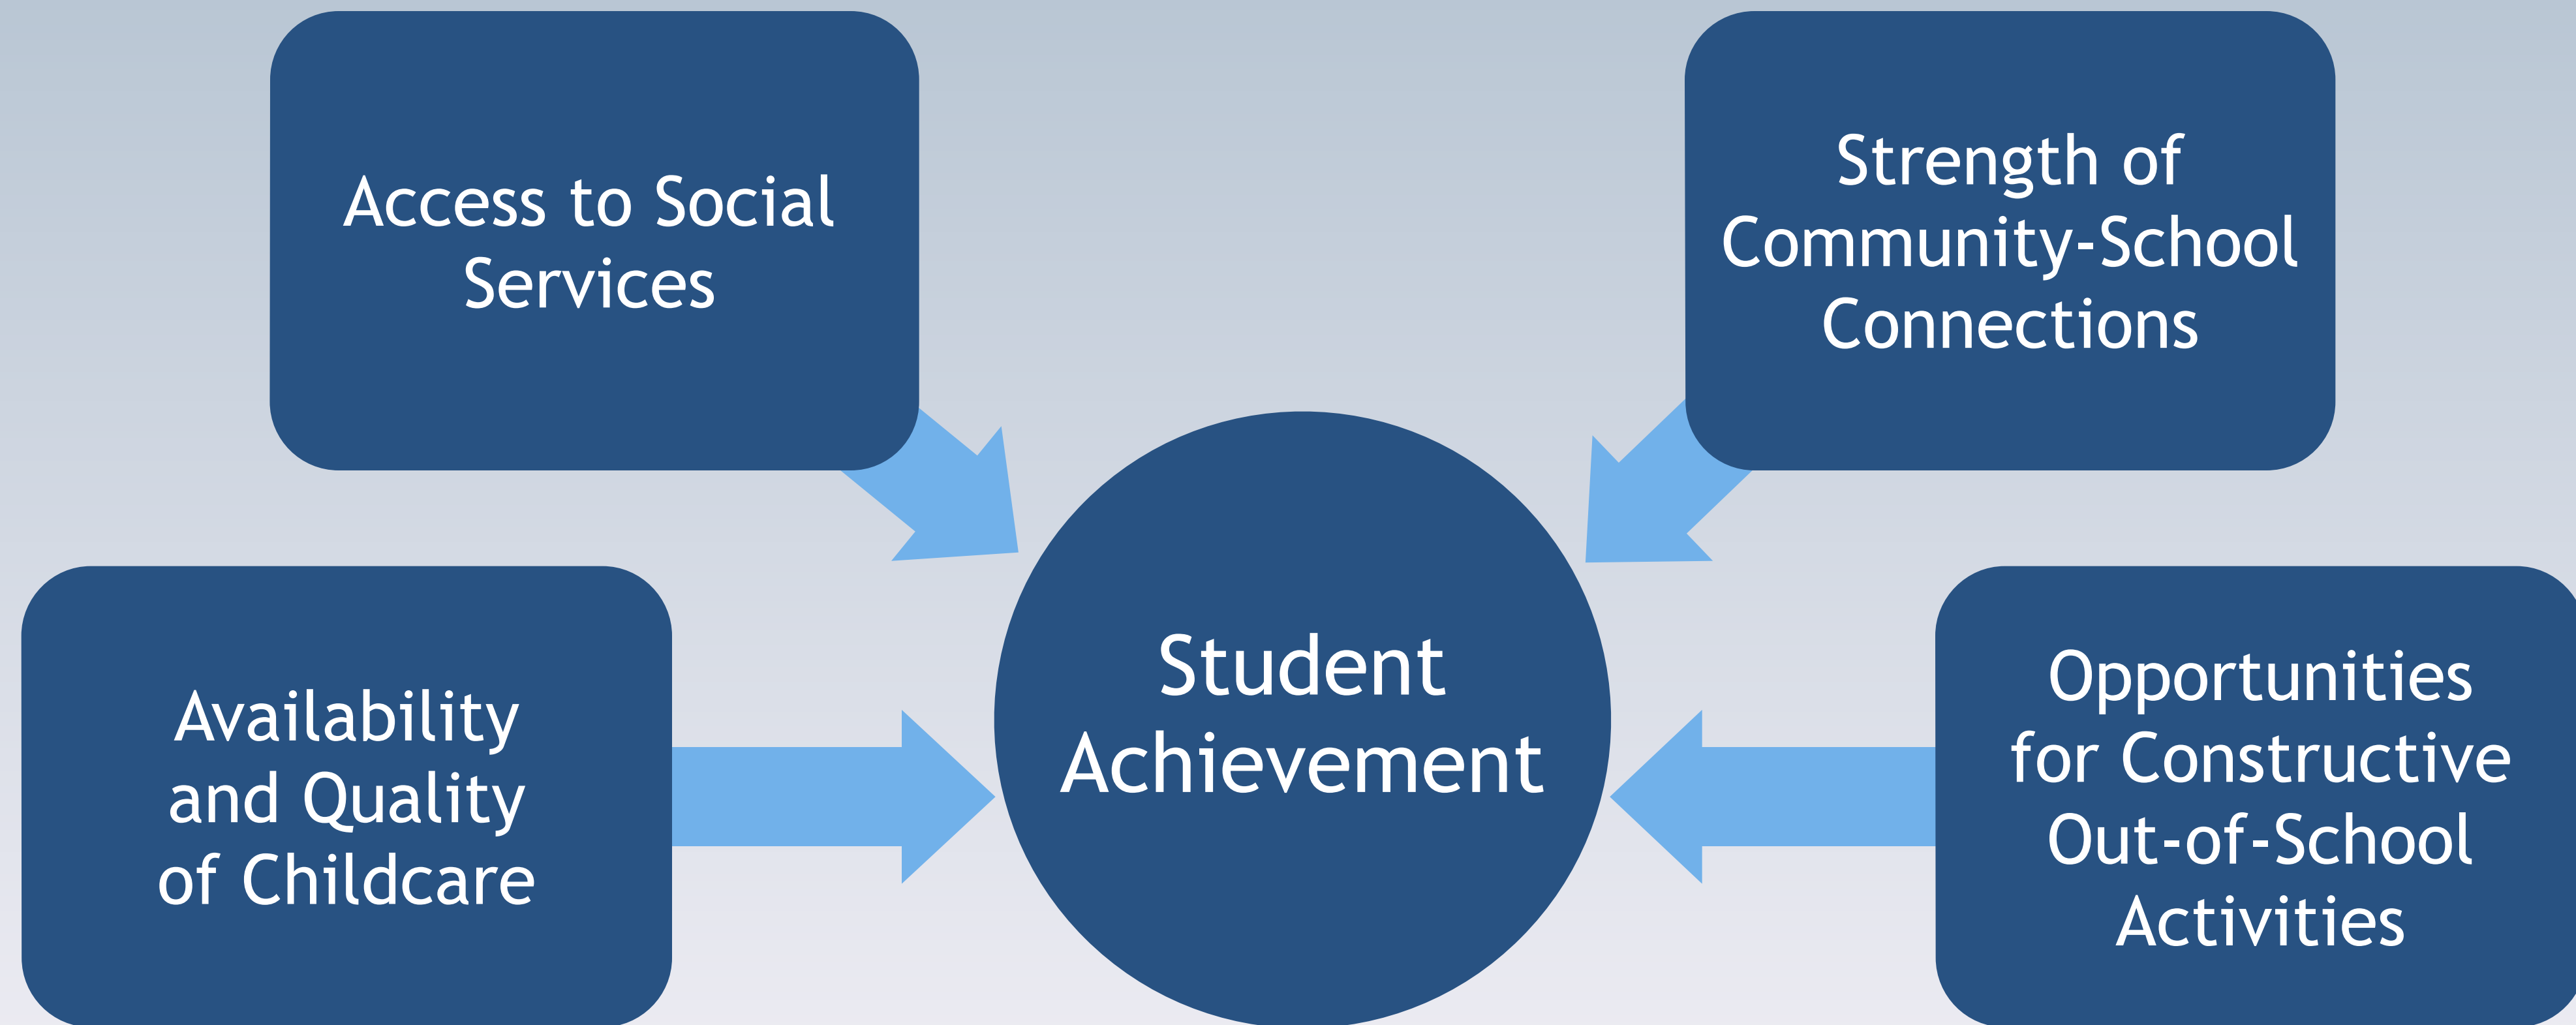 Access to Social
Services
Strength of
Community-School
Connections
Availability
and Quality
of Childcare
Student
Achievement
Opportunities
for Constructive
Out-of-School
Activities